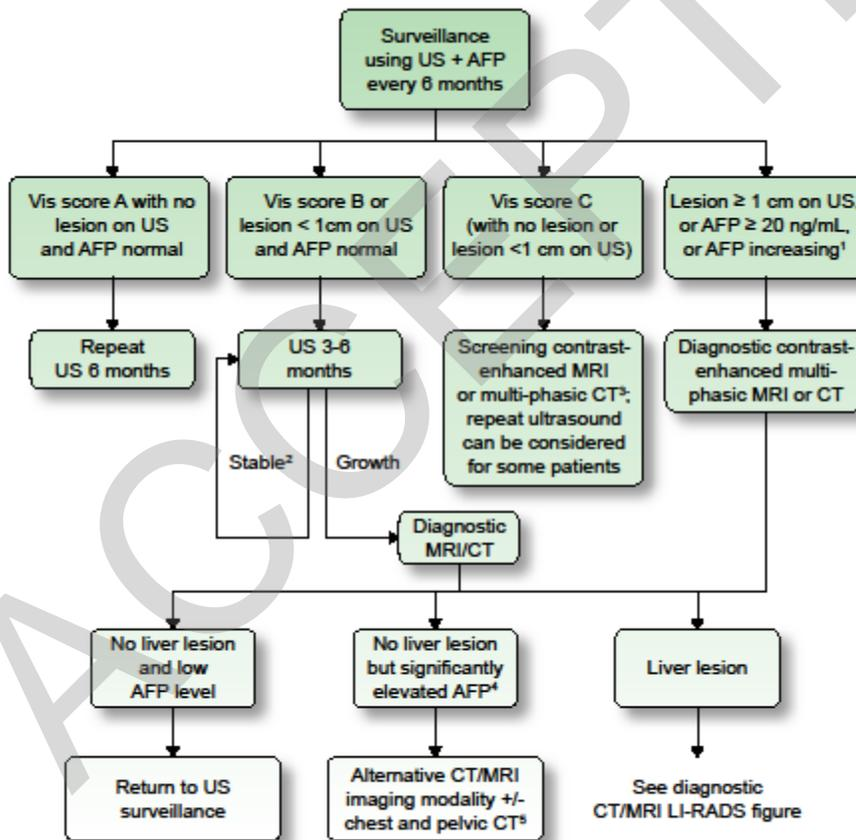 Surveillance
using US + AFP
every 6 months
Vis score A with no
lesion on US
and AFP normal
Vis score B or
lesion < 1cm on US
and AFP normal
Vis score C
(with no lesion or
lesion <1 cm on US)
Lesion ≥ 1 cm on US,
or AFP ≥ 20 ng/mL,
or AFP increasing¹
Repeat
US 6 months
US 3-6
months
Screening contrast-
enhanced MRI
or multi-phasic CT³;
repeat ultrasound
can be considered
for some patients
Diagnostic contrast-
enhanced multi-
phasic MRI or CT
Stable²
Growth
Diagnostic
MRI/CT
No liver lesion
and low
AFP level
No liver lesion
but significantly
elevated AFP⁴
Liver lesion
Return to US
surveillance
Alternative CT/MRI
imaging modality +/-
chest and pelvic CT⁵
See diagnostic
CT/MRI LI-RADS figure
ACCEPT